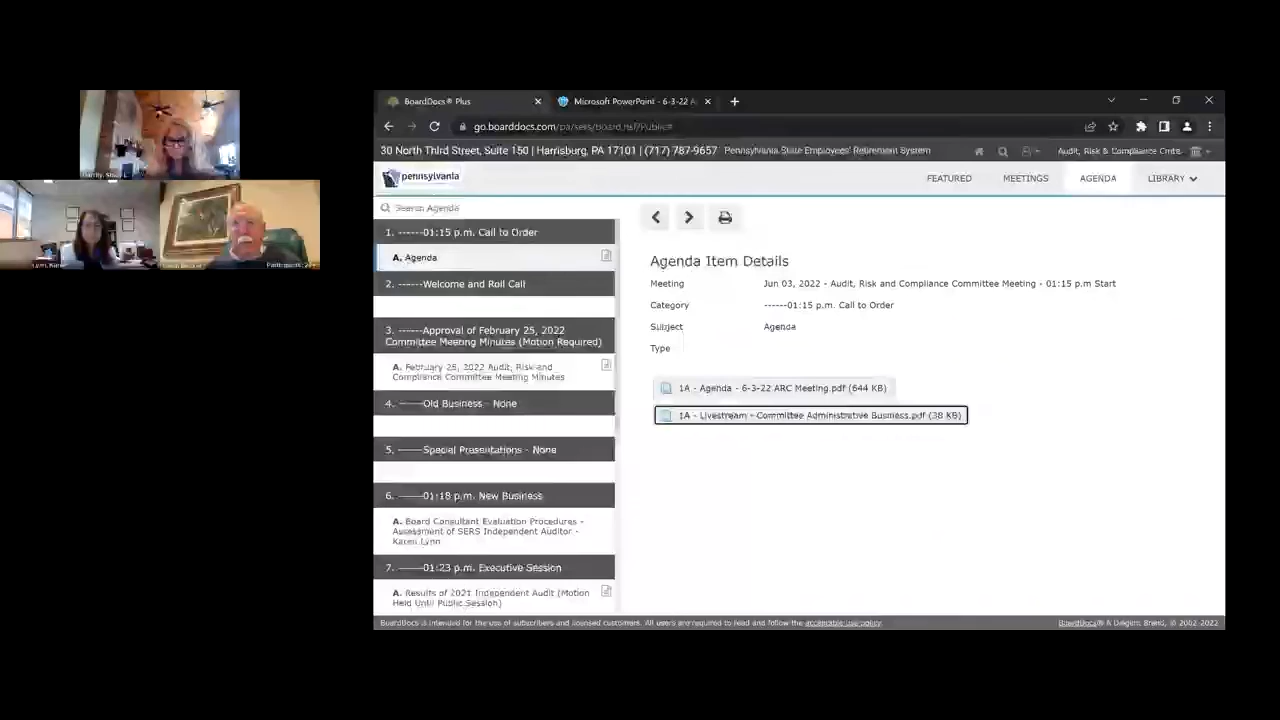 BoardDocs® Plus
Microsoft PowerPoint - 6-3-22 A
go.boarddocs.com/pa/sers/board.nsf/Public#
30 North Third Street, Suite 150 | Harrisburg, PA 17101 | (717) 787-9657 Pennsylvania State Employees' Retirement System
Audit, Risk & Compliance Cmte.
pennsylvania
FEATURED MEETINGS AGENDA LIBRARY
Search Agenda
1. ------01:15 p.m. Call to Order
A. Agenda
2. ------Welcome and Roll Call
3. ------Approval of February 25, 2022
Committee Meeting Minutes (Motion Required)
A. February 25, 2022 Audit, Risk and
Compliance Committee Meeting Minutes
4. ------Old Business - None
5. ------Special Presentations - None
6. ------01:18 p.m. New Business
A. Board Consultant Evaluation Procedures -
Assessment of SERS Independent Auditor -
Karen Lynn
7. ------01:23 p.m. Executive Session
A. Results of 2021 Independent Audit (Motion
Held Until Public Session)
Agenda Item Details
Meeting Jun 03, 2022 - Audit, Risk and Compliance Committee Meeting - 01:15 p.m Start
Category ------01:15 p.m. Call to Order
Subject Agenda
Type
1A - Agenda - 6-3-22 ARC Meeting.pdf (644 KB)
1A - Livestream - Committee Administrative Business.pdf (38 KB)
BoardDocs is intended for the use of subscribers and licensed customers. All users are required to read and follow the acceptable use policy.
BoardDocs® A Diligent Brand, © 2002-2022